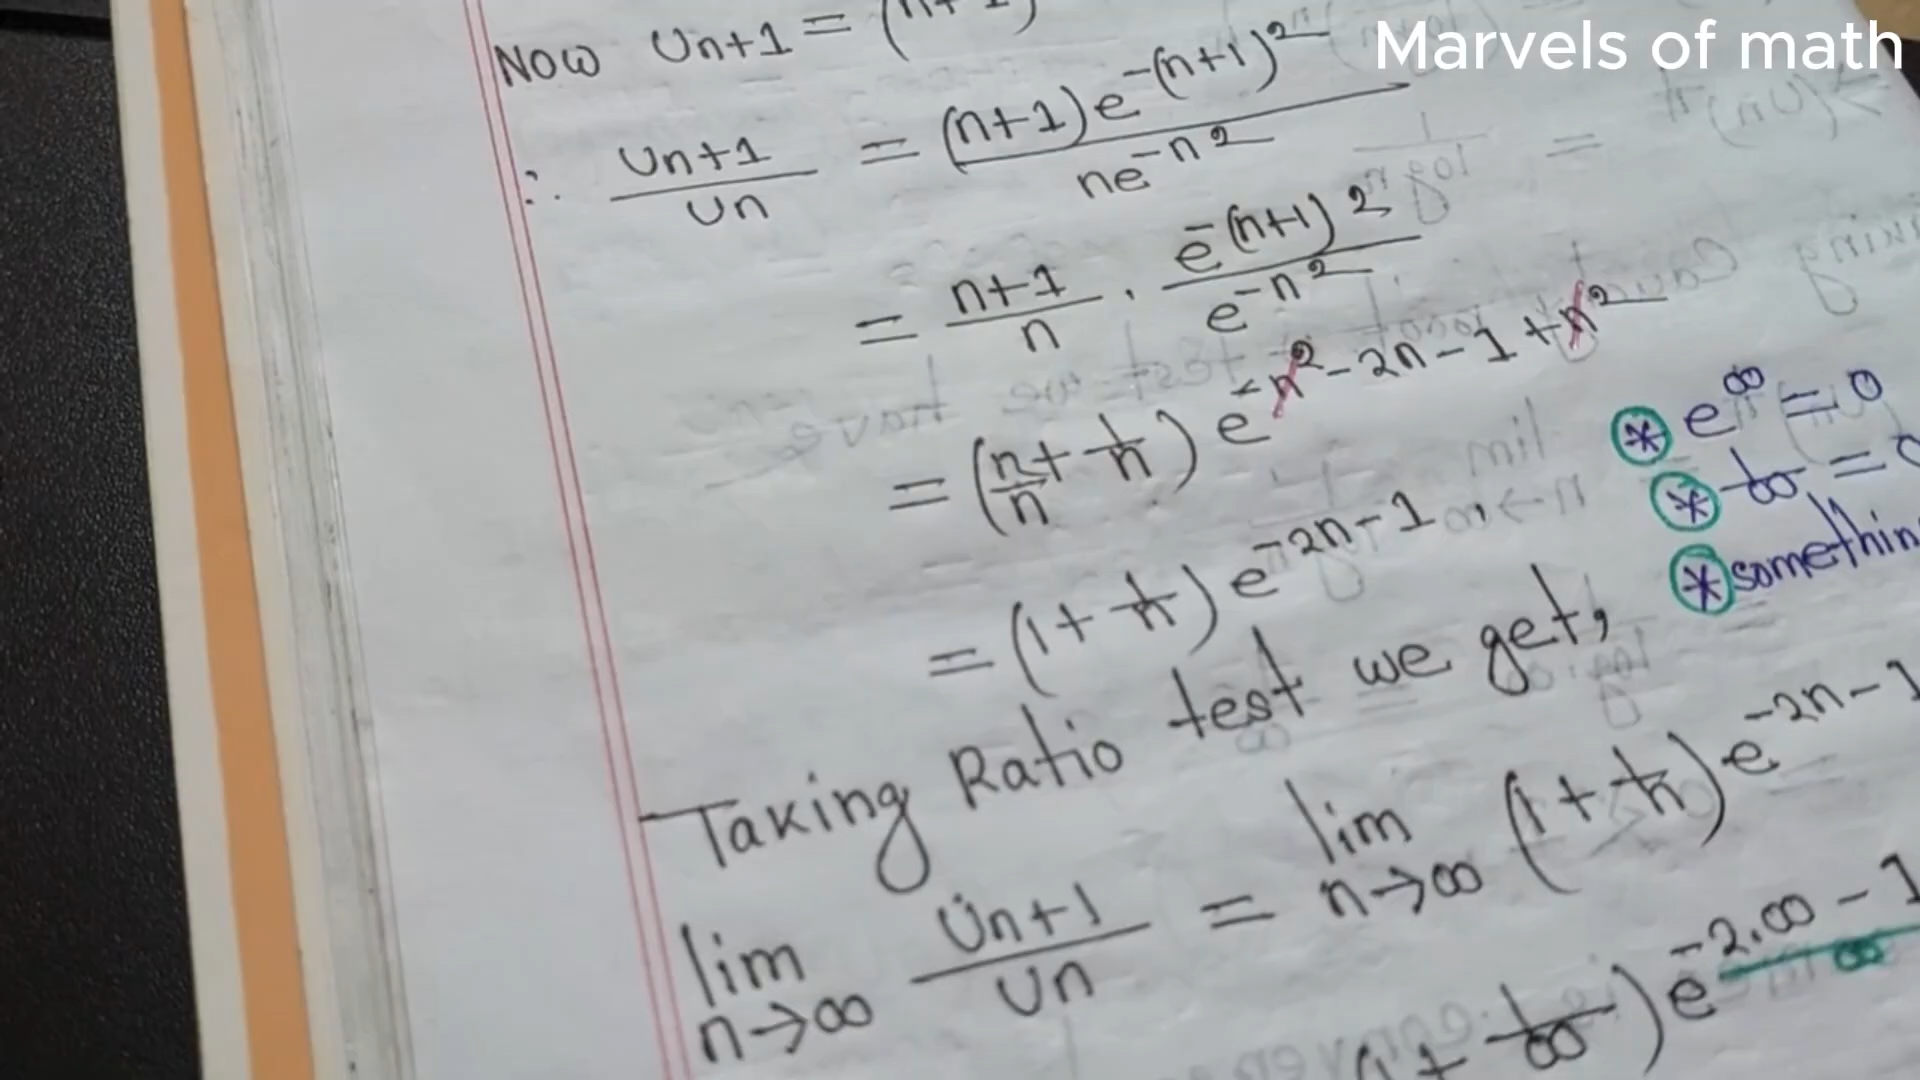 Marvels of math
Now Un+1 = (n+1)
∴ Un+1/Un = (n+1)e^-(n+1)^2 / ne^-n^2
= n+1/n . e^-(n+1)^2 / e^-n^2
= (n/n + 1/n) e^-n^2-2n-1+n^2
* e^∞ = 0
= (1 + 1/n) e^-2n-1,
* 1/∞ = 0
* somethin
Taking Ratio test we get,
lim n→∞ Un+1/Un = lim n→∞ (1 + 1/n) e^-2n-1
(1 + 1/∞) e^-2.∞-1
∞